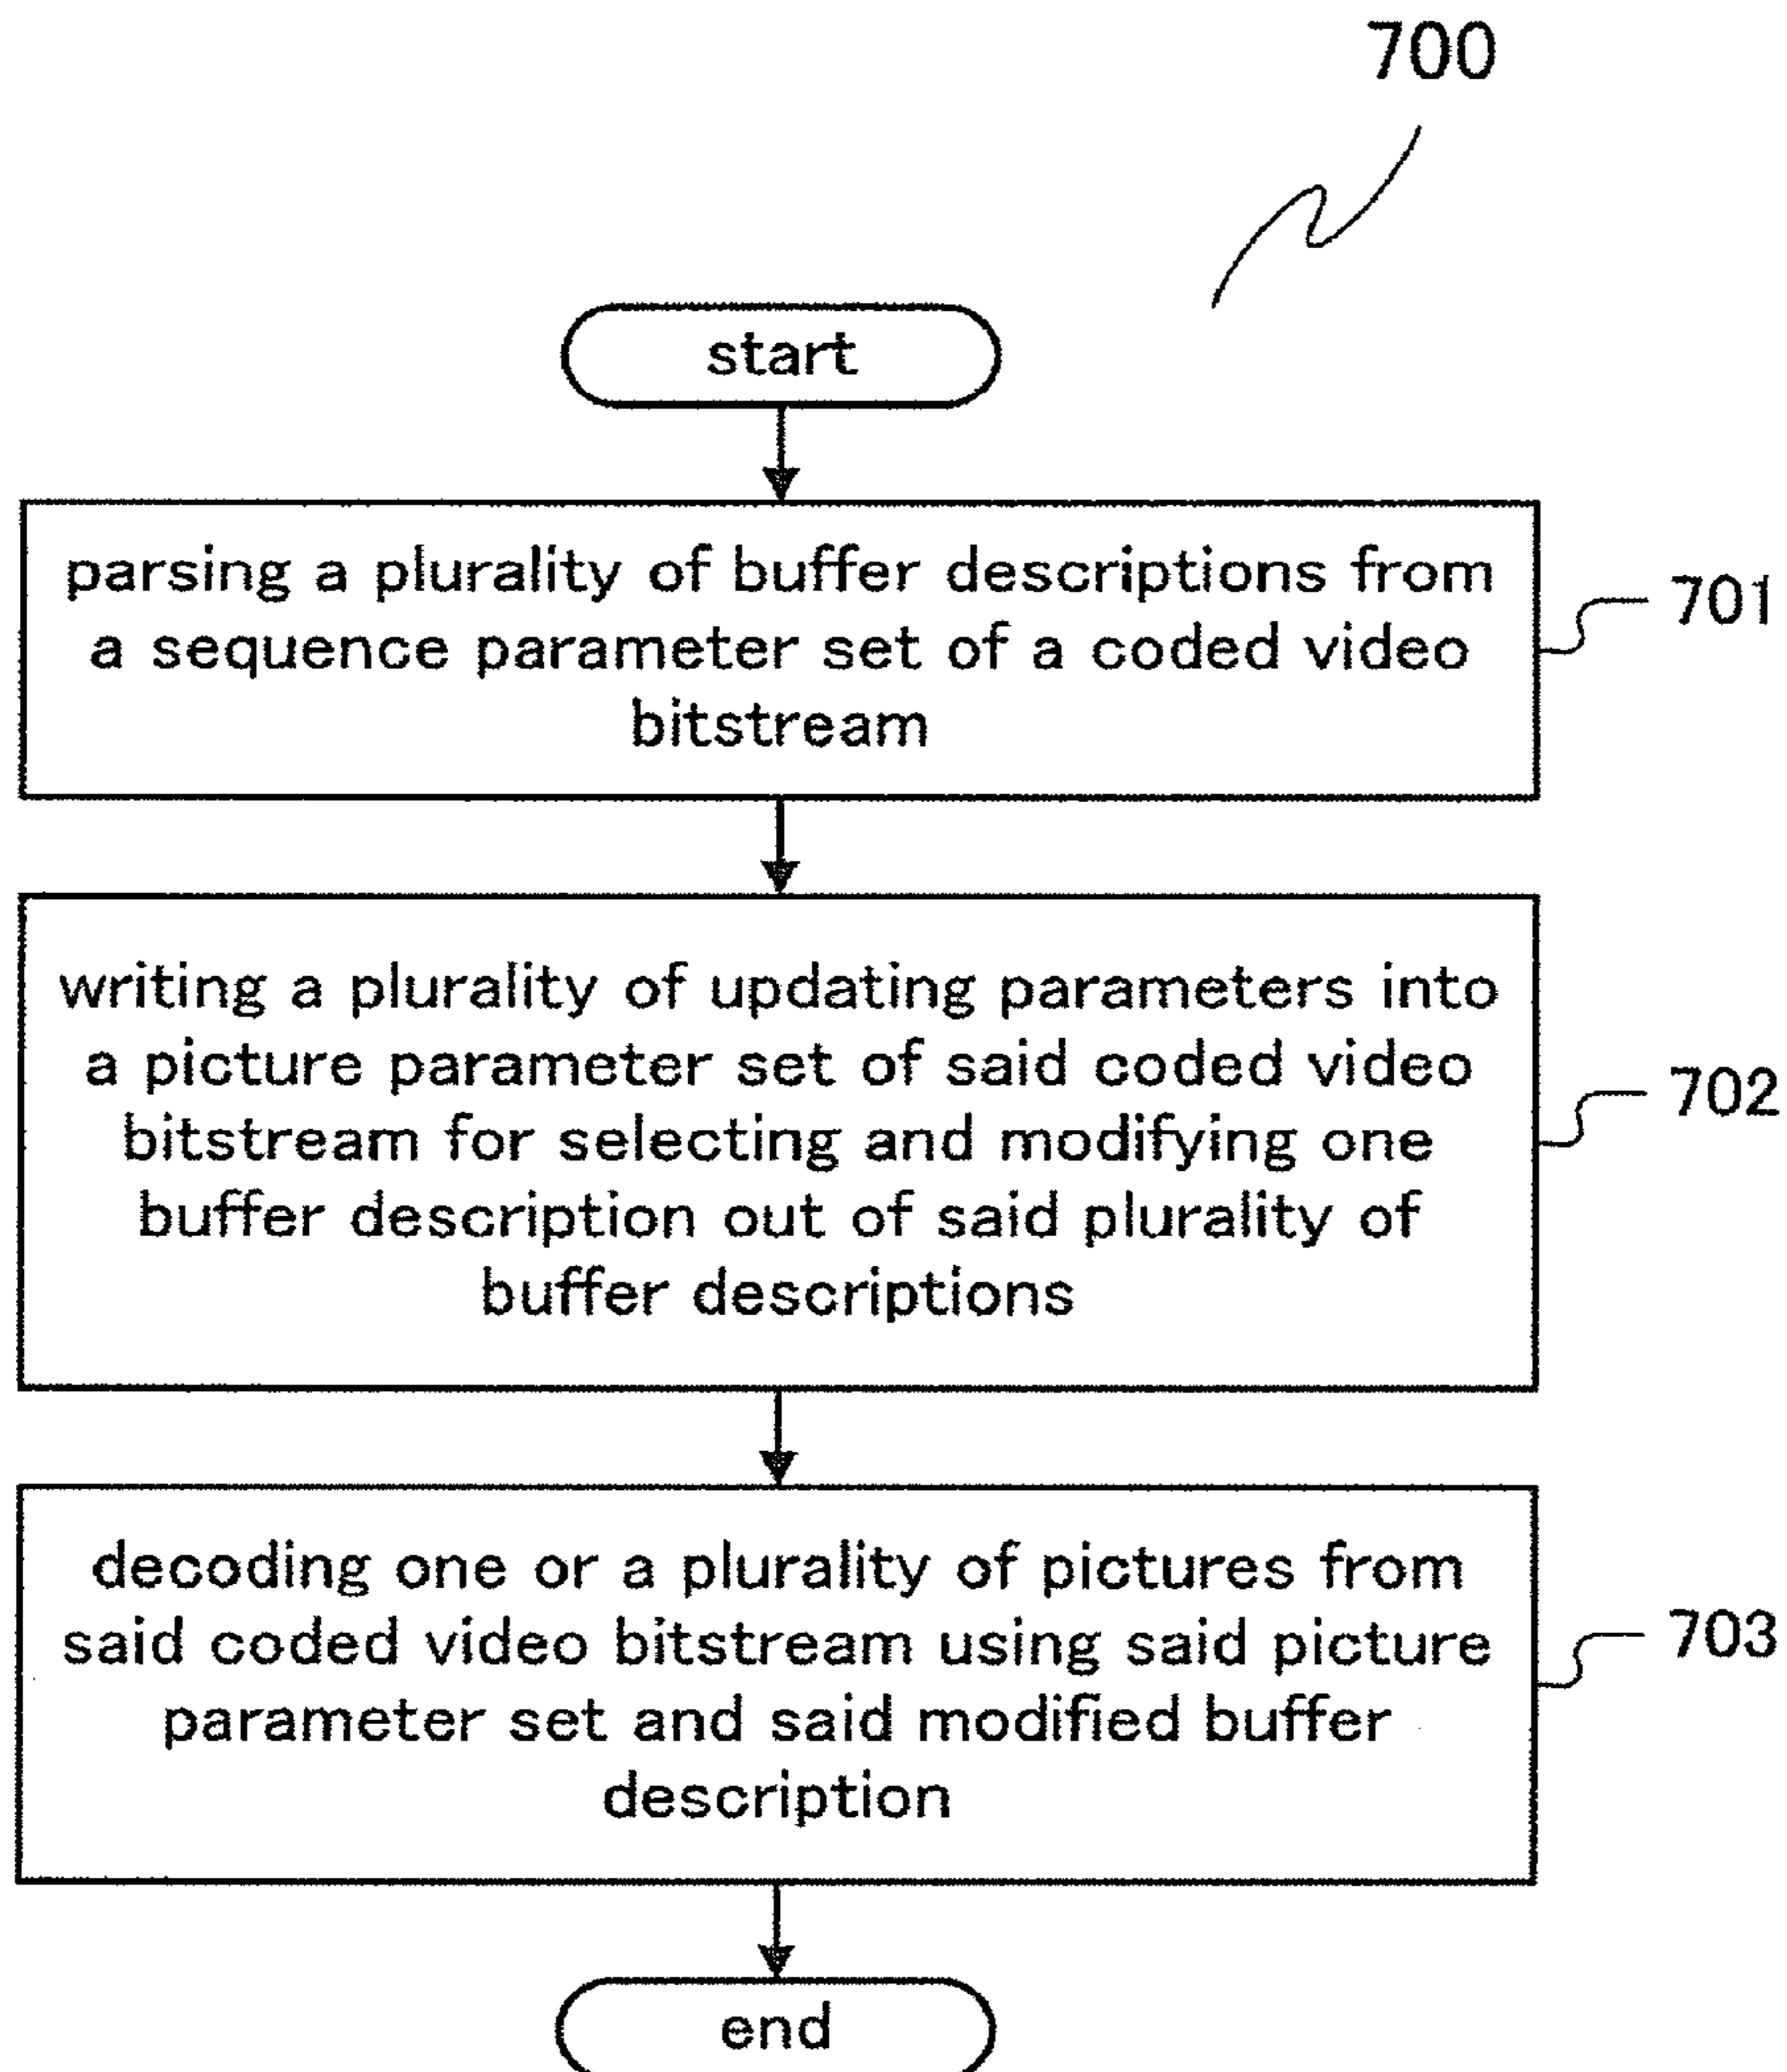 700
start
parsing a plurality of buffer descriptions from
a sequence parameter set of a coded video
bitstream
701
writing a plurality of updating parameters into
a picture parameter set of said coded video
bitstream for selecting and modifying one
buffer description out of said plurality of
buffer descriptions
702
decoding one or a plurality of pictures from
said coded video bitstream using said picture
parameter set and said modified buffer
description
703
end